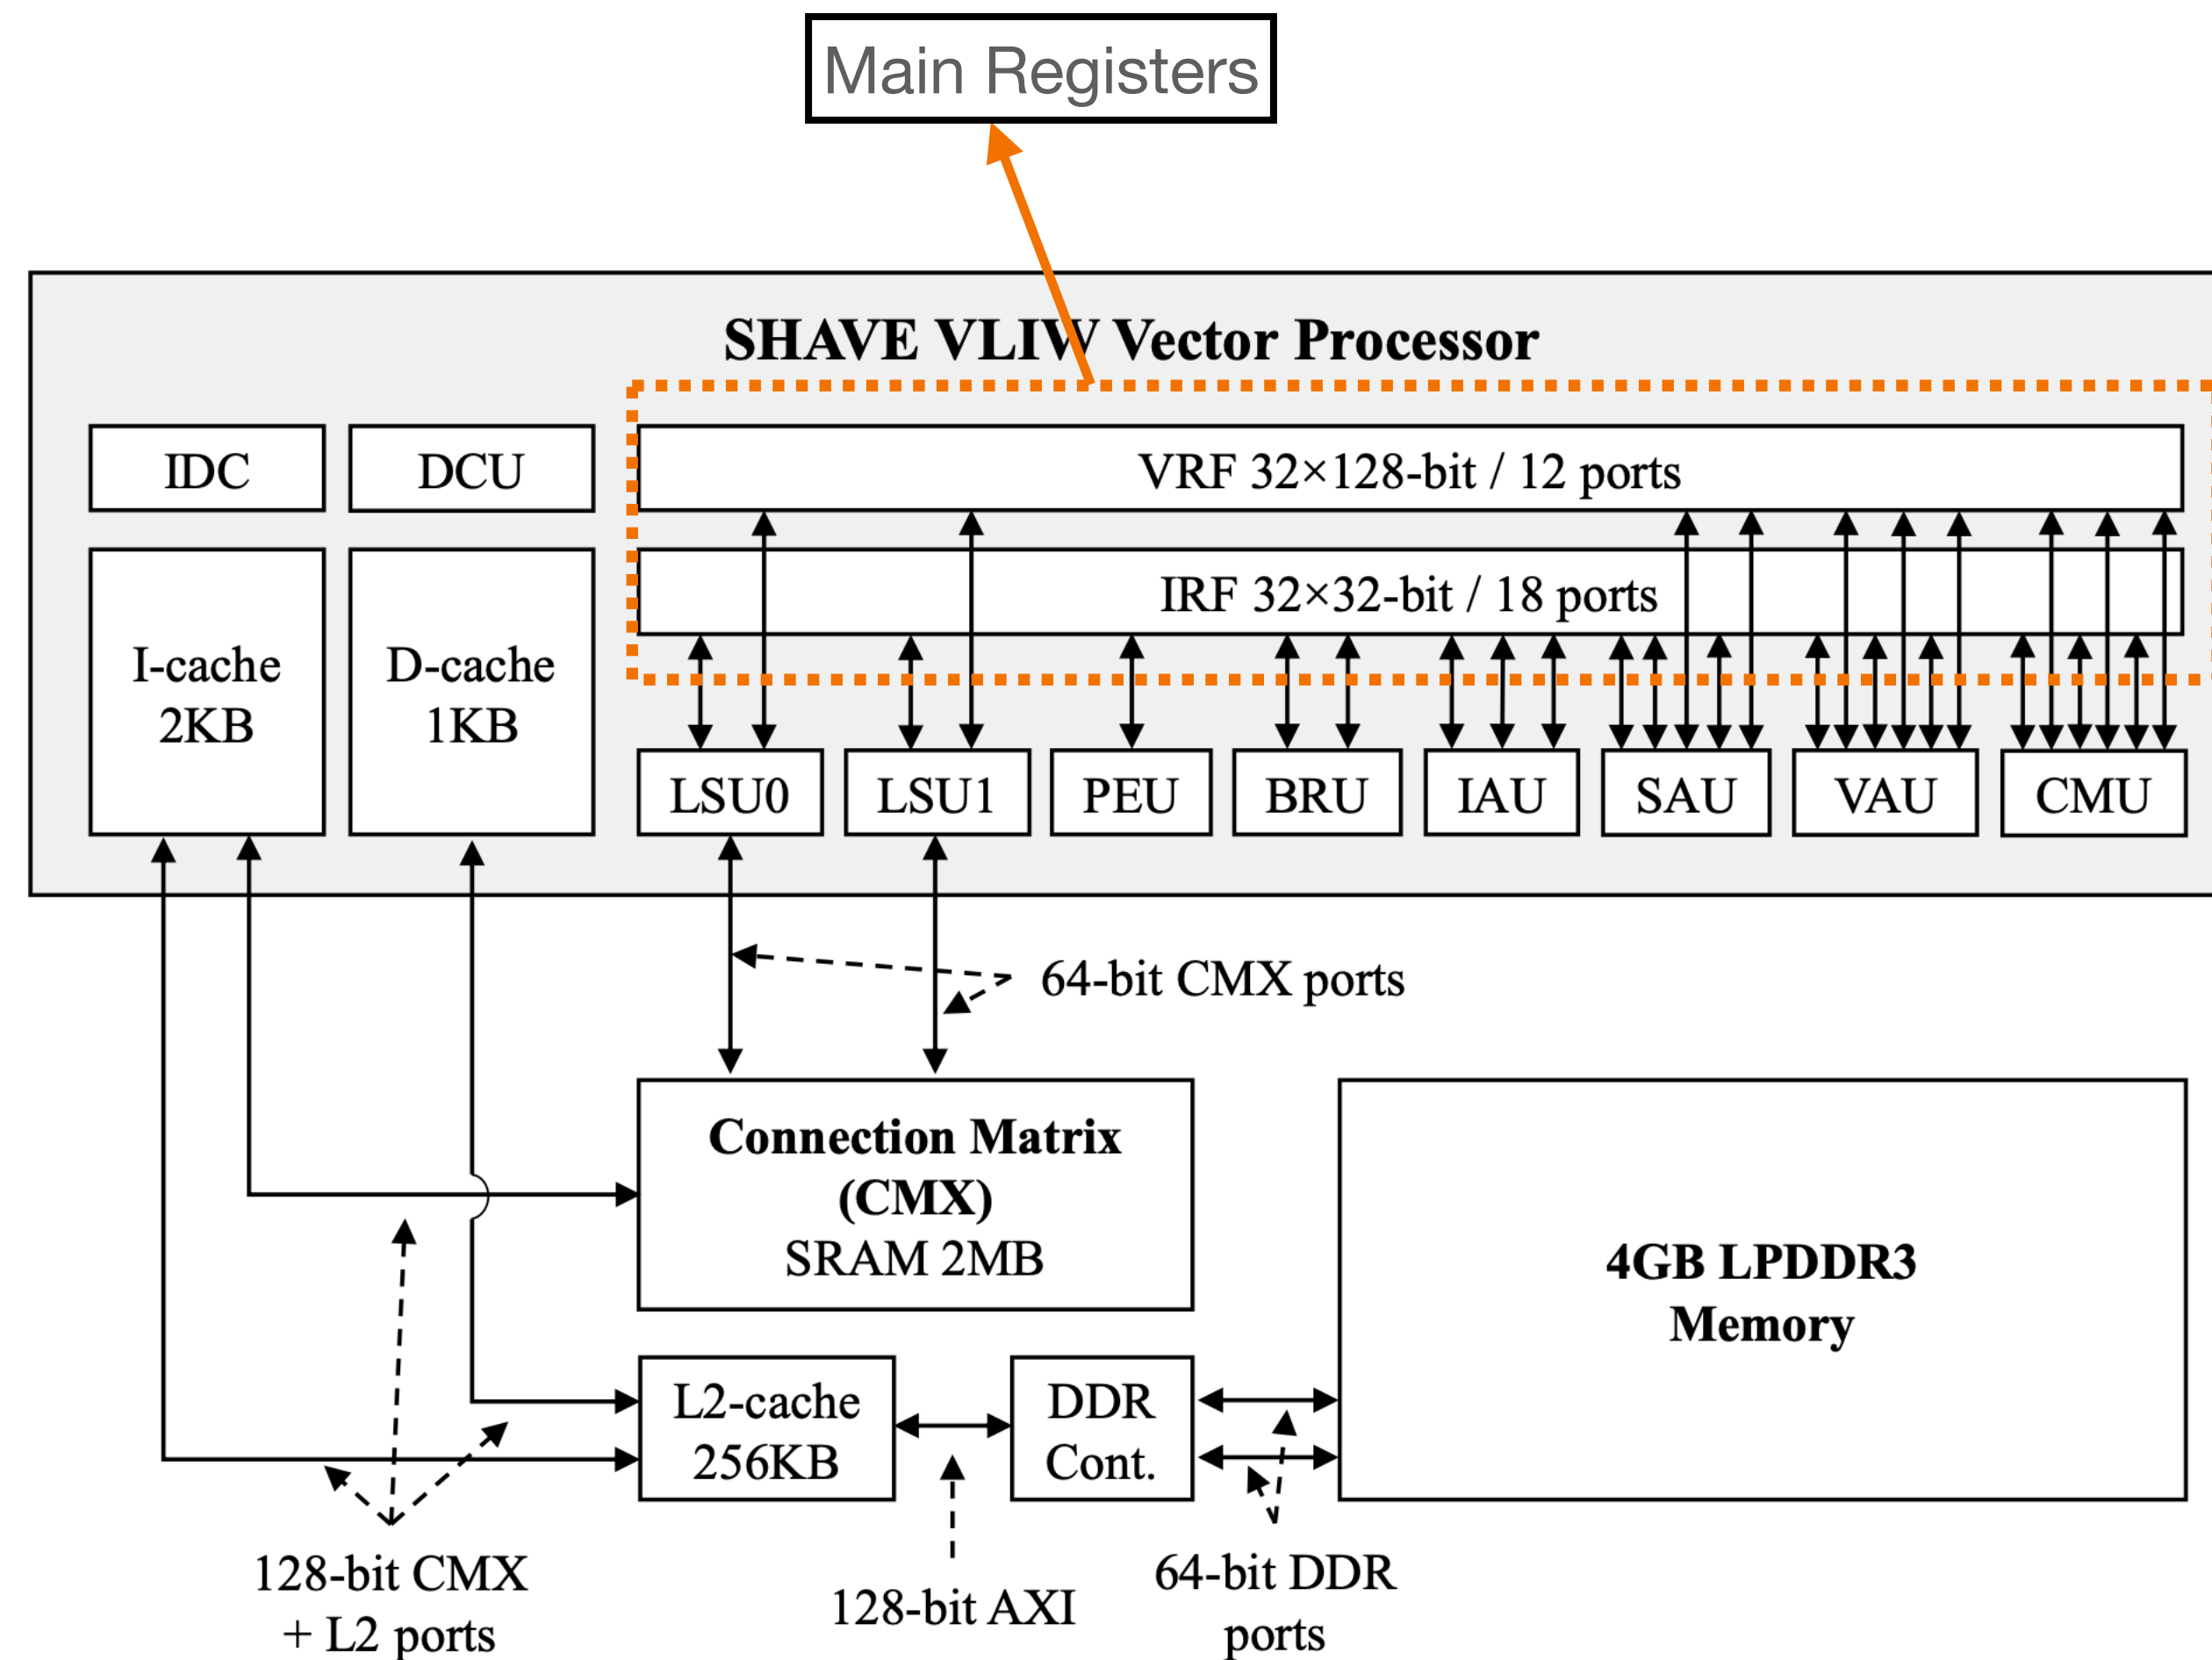 Main Registers
SHAVE VLIW Vector Processor
IDC
DCU
VRF 32×128-bit / 12 ports
IRF 32×32-bit / 18 ports
I-cache
2KB
D-cache
1KB
LSU0
LSU1
PEU
BRU
IAU
SAU
VAU
CMU
64-bit CMX ports
Connection Matrix
(CMX)
SRAM 2MB
4GB LPDDR3
Memory
L2-cache
256KB
DDR
Cont.
128-bit CMX
+ L2 ports
128-bit AXI
64-bit DDR
ports